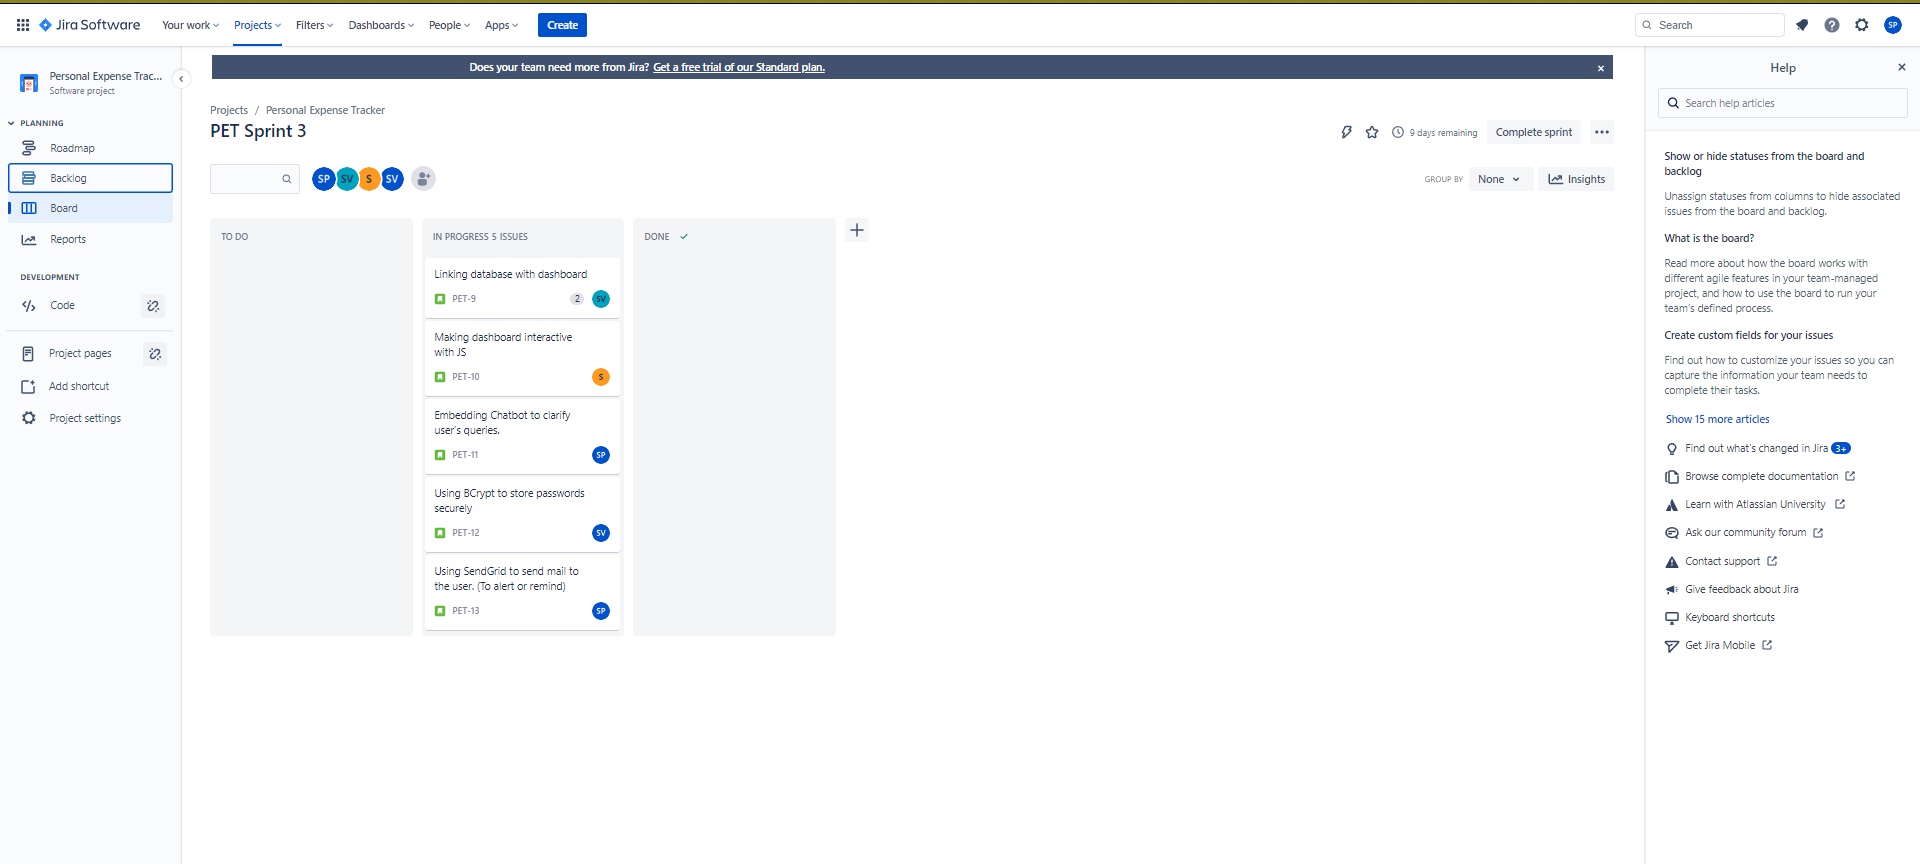 Jira Software
Your work
Projects
Filters
Dashboards
People
Apps
Create
Search
SP
Personal Expense Trac...
Software project
PLANNING
Roadmap
Backlog
Board
Reports
DEVELOPMENT
Code
Project pages
Add shortcut
Project settings
Does your team need more from Jira? Get a free trial of our Standard plan.
Projects / Personal Expense Tracker
PET Sprint 3
9 days remaining
Complete sprint
SP SV S SV
GROUP BY None
Insights
TO DO
IN PROGRESS 5 ISSUES
Linking database with dashboard
PET-9 2 SV
Making dashboard interactive
with JS
PET-10 S
Embedding Chatbot to clarify
user's queries.
PET-11 SP
Using BCrypt to store passwords
securely
PET-12 SV
Using SendGrid to send mail to
the user. (To alert or remind)
PET-13 SP
DONE
Help
Search help articles
Show or hide statuses from the board and
backlog
Unassign statuses from columns to hide associated
issues from the board and backlog.
What is the board?
Read more about how the board works with
different agile features in your team-managed
project, and how to use the board to run your
team's defined process.
Create custom fields for your issues
Find out how to customize your issues so you can
capture the information your team needs to
complete their tasks.
Show 15 more articles
Find out what's changed in Jira 3+
Browse complete documentation
Learn with Atlassian University
Ask our community forum
Contact support
Give feedback about Jira
Keyboard shortcuts
Get Jira Mobile